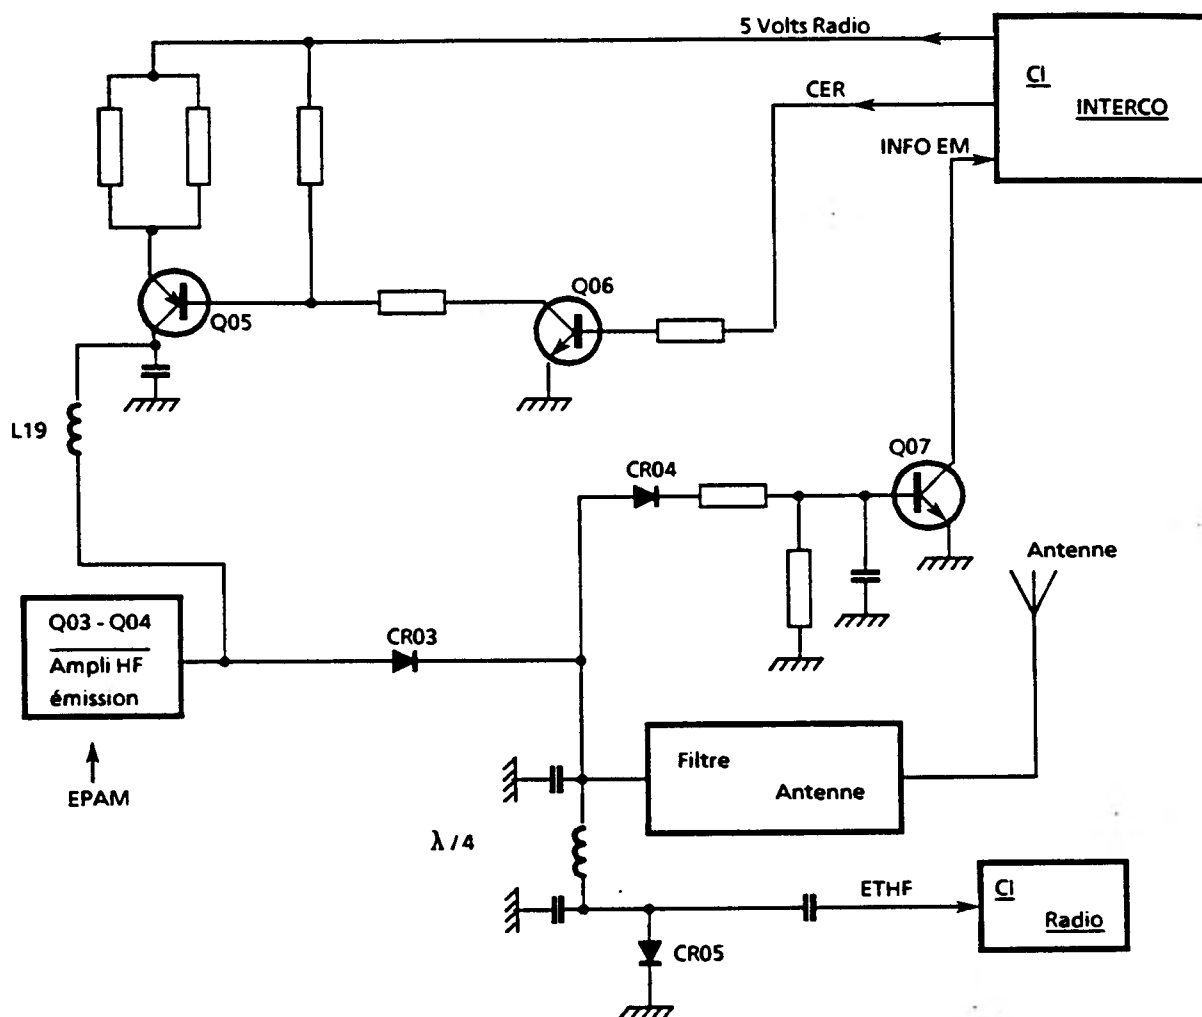 5 Volts Radio
CI
INTERCO
CER
INFO EM
Q05
Q06
L19
CR04
Q07
Antenne
Q03 - Q04
Ampli HF
émission
CR03
EPAM
Filtre
Antenne
λ / 4
ETHF
CI
Radio
CR05